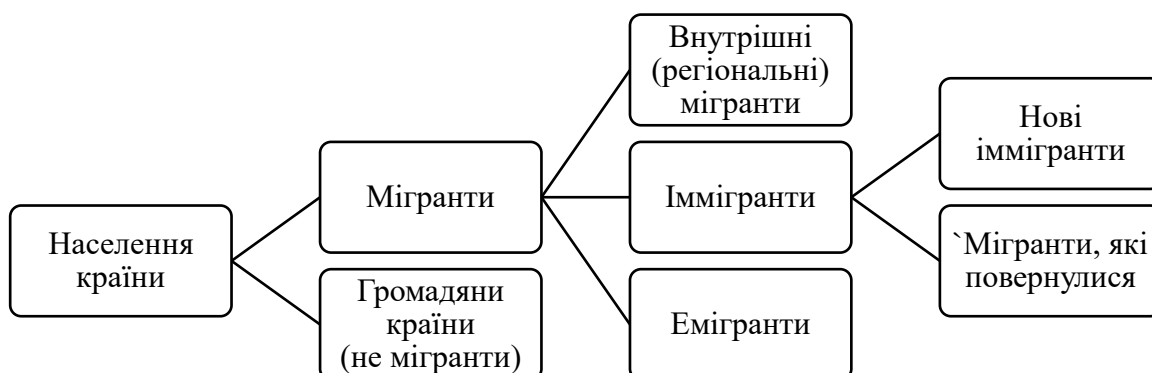 Населення
країни
Мігранти
Громадяни
країни
(не мігранти)
Внутрішні
(регіональні)
мігранти
Іммігранти
Емігранти
Нові
іммігранти
`Мігранти, які
повернулися